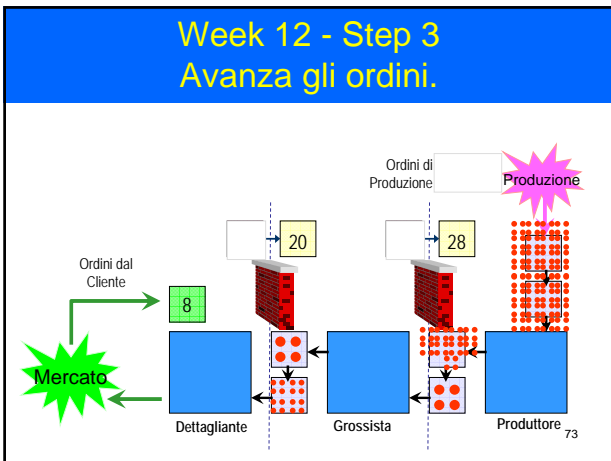 Week 12 - Step 3
Avanza gli ordini.
Ordini di
Produzione
Produzione
20
28
Ordini dal
Cliente
8
Mercato
Dettagliante
Grossista
Produttore
73